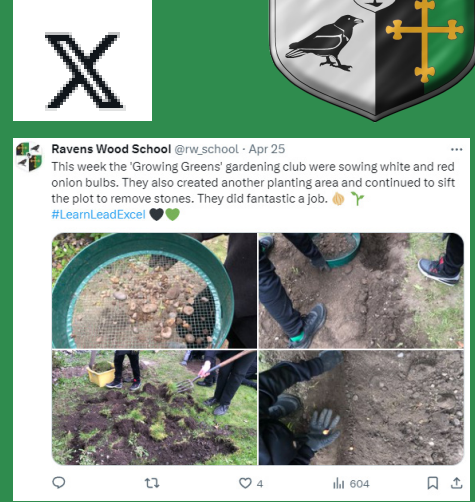 Ravens Wood School @rw_school · Apr 25
This week the 'Growing Greens' gardening club were sowing white and red
onion bulbs. They also created another planting area and continued to sift
the plot to remove stones. They did fantastic a job. 🧅 🌱
#LearnLeadExcel 🖤💚
4
604